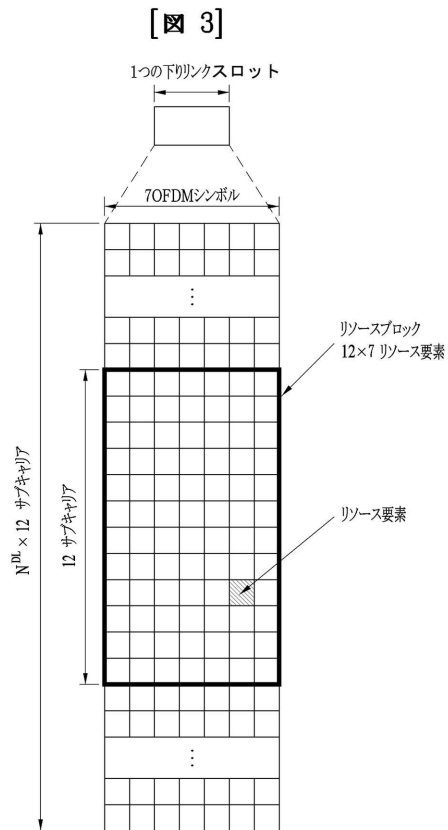 [図 3]
1つの下りリンクスロット
7OFDMシンボル
⋮
リソースブロック
12×7 リソース要素
N^DL × 12 サブキャリア
12 サブキャリア
リソース要素
⋮